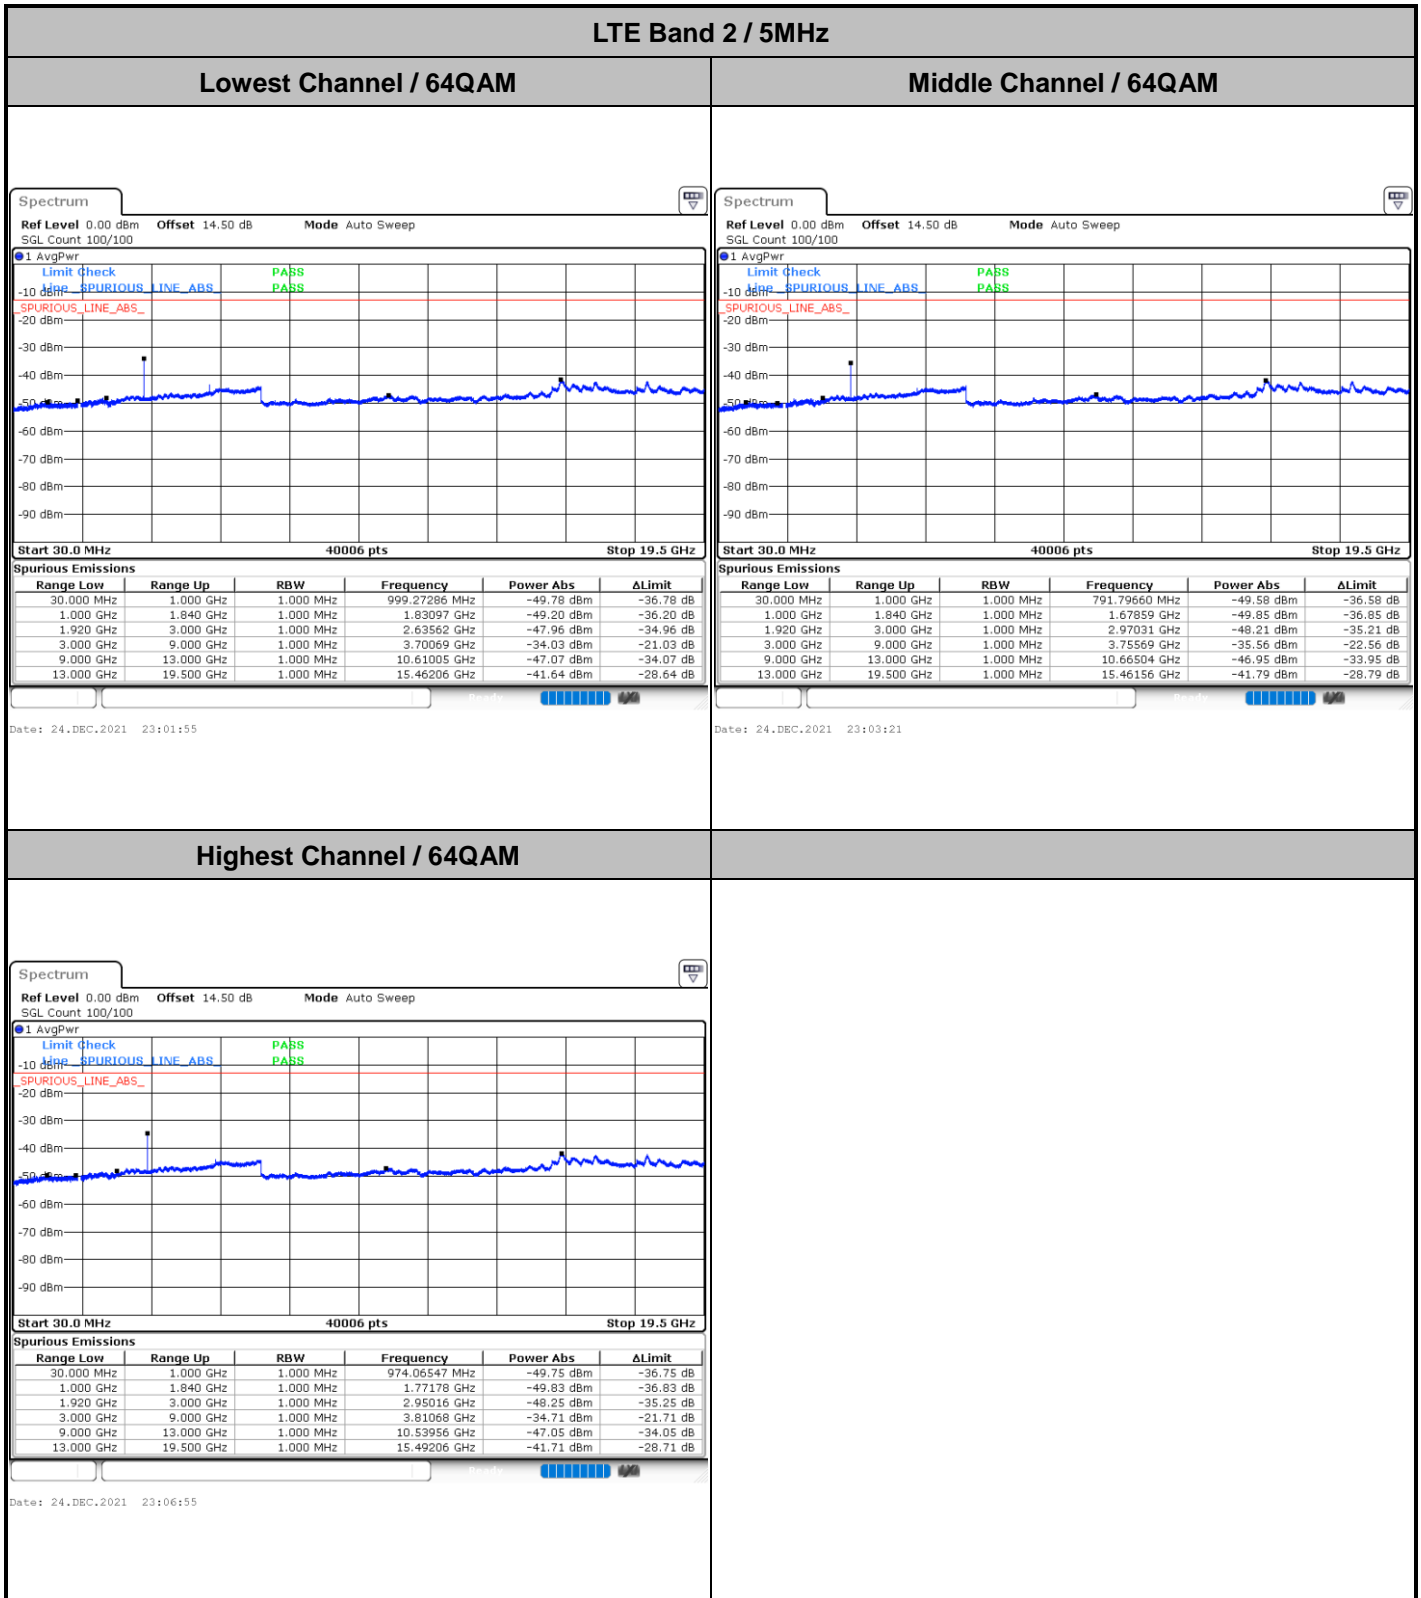 LTE Band 2 / 5MHz
Lowest Channel / 64QAM
Middle Channel / 64QAM
Spectrum
Ref Level 0.00 dBm Offset 14.50 dB Mode Auto Sweep
SGL Count 100/100
1 AvgPwr
Limit Check PASS
Line _SPURIOUS_LINE_ABS_ PASS
-10 dBm
_SPURIOUS_LINE_ABS_
-20 dBm
-30 dBm
-40 dBm
-50 dBm
-60 dBm
-70 dBm
-80 dBm
-90 dBm
Start 30.0 MHz 40006 pts Stop 19.5 GHz
Spurious Emissions
Range Low Range Up RBW Frequency Power Abs ΔLimit
30.000 MHz 1.000 GHz 1.000 MHz 999.27286 MHz -49.78 dBm -36.78 dB
1.000 GHz 1.840 GHz 1.000 MHz 1.83097 GHz -49.20 dBm -36.20 dB
1.920 GHz 3.000 GHz 1.000 MHz 2.63562 GHz -47.96 dBm -34.96 dB
3.000 GHz 9.000 GHz 1.000 MHz 3.70069 GHz -34.03 dBm -21.03 dB
9.000 GHz 13.000 GHz 1.000 MHz 10.61005 GHz -47.07 dBm -34.07 dB
13.000 GHz 19.500 GHz 1.000 MHz 15.46206 GHz -41.64 dBm -28.64 dB
Ready
Date: 24.DEC.2021 23:01:55
Spectrum
Ref Level 0.00 dBm Offset 14.50 dB Mode Auto Sweep
SGL Count 100/100
1 AvgPwr
Limit Check PASS
Line _SPURIOUS_LINE_ABS_ PASS
-10 dBm
_SPURIOUS_LINE_ABS_
-20 dBm
-30 dBm
-40 dBm
-50 dBm
-60 dBm
-70 dBm
-80 dBm
-90 dBm
Start 30.0 MHz 40006 pts Stop 19.5 GHz
Spurious Emissions
Range Low Range Up RBW Frequency Power Abs ΔLimit
30.000 MHz 1.000 GHz 1.000 MHz 791.79660 MHz -49.58 dBm -36.58 dB
1.000 GHz 1.840 GHz 1.000 MHz 1.67859 GHz -49.85 dBm -36.85 dB
1.920 GHz 3.000 GHz 1.000 MHz 2.97031 GHz -48.21 dBm -35.21 dB
3.000 GHz 9.000 GHz 1.000 MHz 3.75569 GHz -35.56 dBm -22.56 dB
9.000 GHz 13.000 GHz 1.000 MHz 10.66504 GHz -46.95 dBm -33.95 dB
13.000 GHz 19.500 GHz 1.000 MHz 15.46156 GHz -41.79 dBm -28.79 dB
Ready
Date: 24.DEC.2021 23:03:21
Highest Channel / 64QAM
Spectrum
Ref Level 0.00 dBm Offset 14.50 dB Mode Auto Sweep
SGL Count 100/100
1 AvgPwr
Limit Check PASS
Line _SPURIOUS_LINE_ABS_ PASS
-10 dBm
_SPURIOUS_LINE_ABS_
-20 dBm
-30 dBm
-40 dBm
-50 dBm
-60 dBm
-70 dBm
-80 dBm
-90 dBm
Start 30.0 MHz 40006 pts Stop 19.5 GHz
Spurious Emissions
Range Low Range Up RBW Frequency Power Abs ΔLimit
30.000 MHz 1.000 GHz 1.000 MHz 974.06547 MHz -49.75 dBm -36.75 dB
1.000 GHz 1.840 GHz 1.000 MHz 1.77178 GHz -49.83 dBm -36.83 dB
1.920 GHz 3.000 GHz 1.000 MHz 2.95016 GHz -48.25 dBm -35.25 dB
3.000 GHz 9.000 GHz 1.000 MHz 3.81068 GHz -34.71 dBm -21.71 dB
9.000 GHz 13.000 GHz 1.000 MHz 10.53956 GHz -47.05 dBm -34.05 dB
13.000 GHz 19.500 GHz 1.000 MHz 15.49206 GHz -41.71 dBm -28.71 dB
Ready
Date: 24.DEC.2021 23:06:55